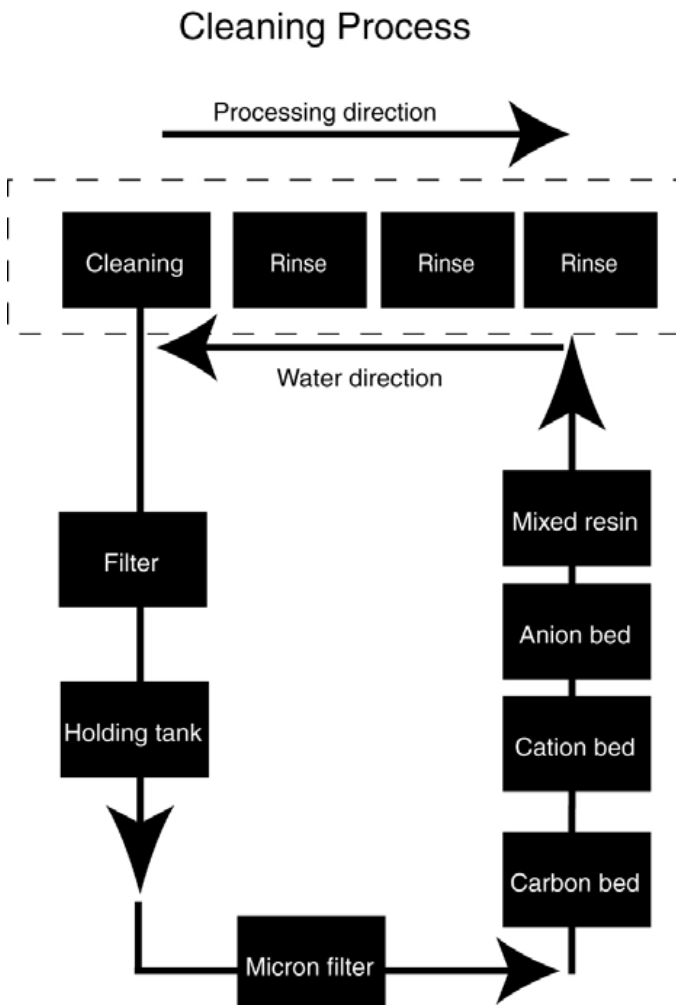 Cleaning Process
Processing direction
Cleaning
Rinse
Rinse
Rinse
Water direction
Mixed resin
Filter
Anion bed
Holding tank
Cation bed
Carbon bed
Micron filter